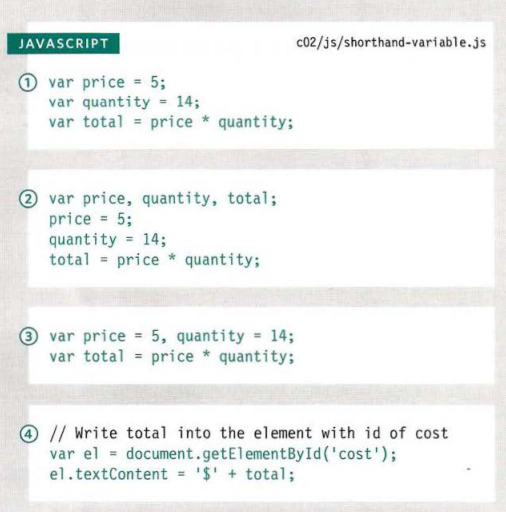 JAVASCRIPT c02/js/shorthand-variable.js
① var price = 5;
var quantity = 14;
var total = price * quantity;
② var price, quantity, total;
price = 5;
quantity = 14;
total = price * quantity;
③ var price = 5, quantity = 14;
var total = price * quantity;
④ // Write total into the element with id of cost
var el = document.getElementById('cost');
el.textContent = '$' + total;